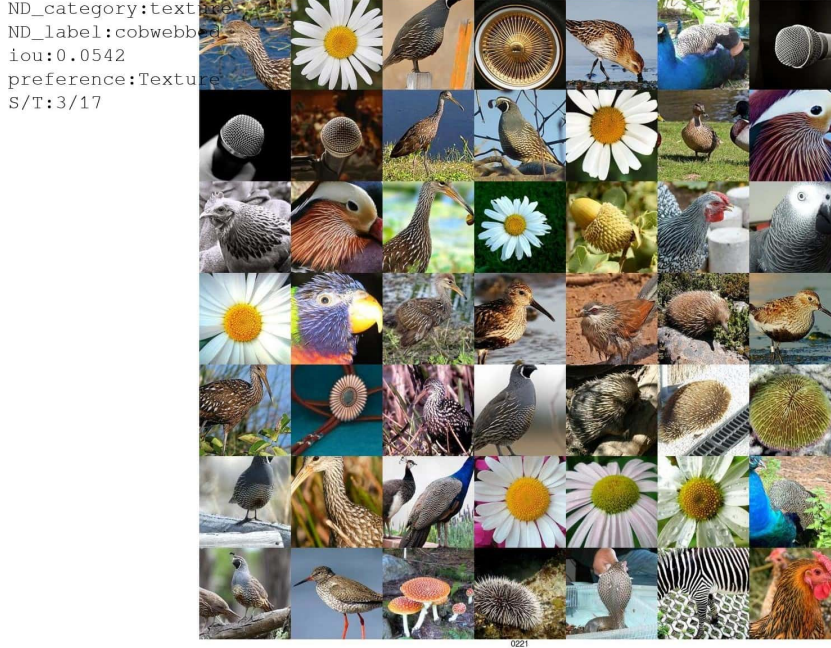 ND_category:texture
ND_label:cobwebbed
iou:0.0542
preference:Texture
S/T:3/17
0221